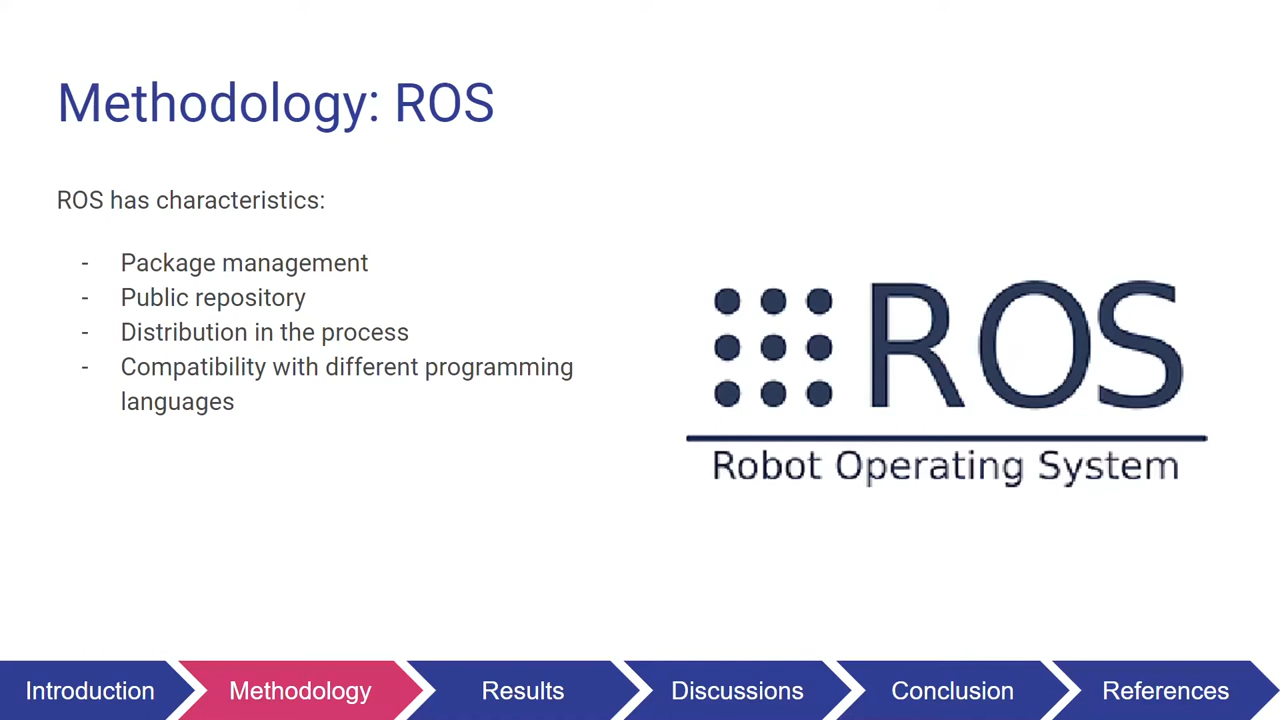 Methodology: ROS
ROS has characteristics:
- Package management
- Public repository
- Distribution in the process
- Compatibility with different programming
languages
ROS
Robot Operating System
Introduction
Methodology
Results
Discussions
Conclusion
References